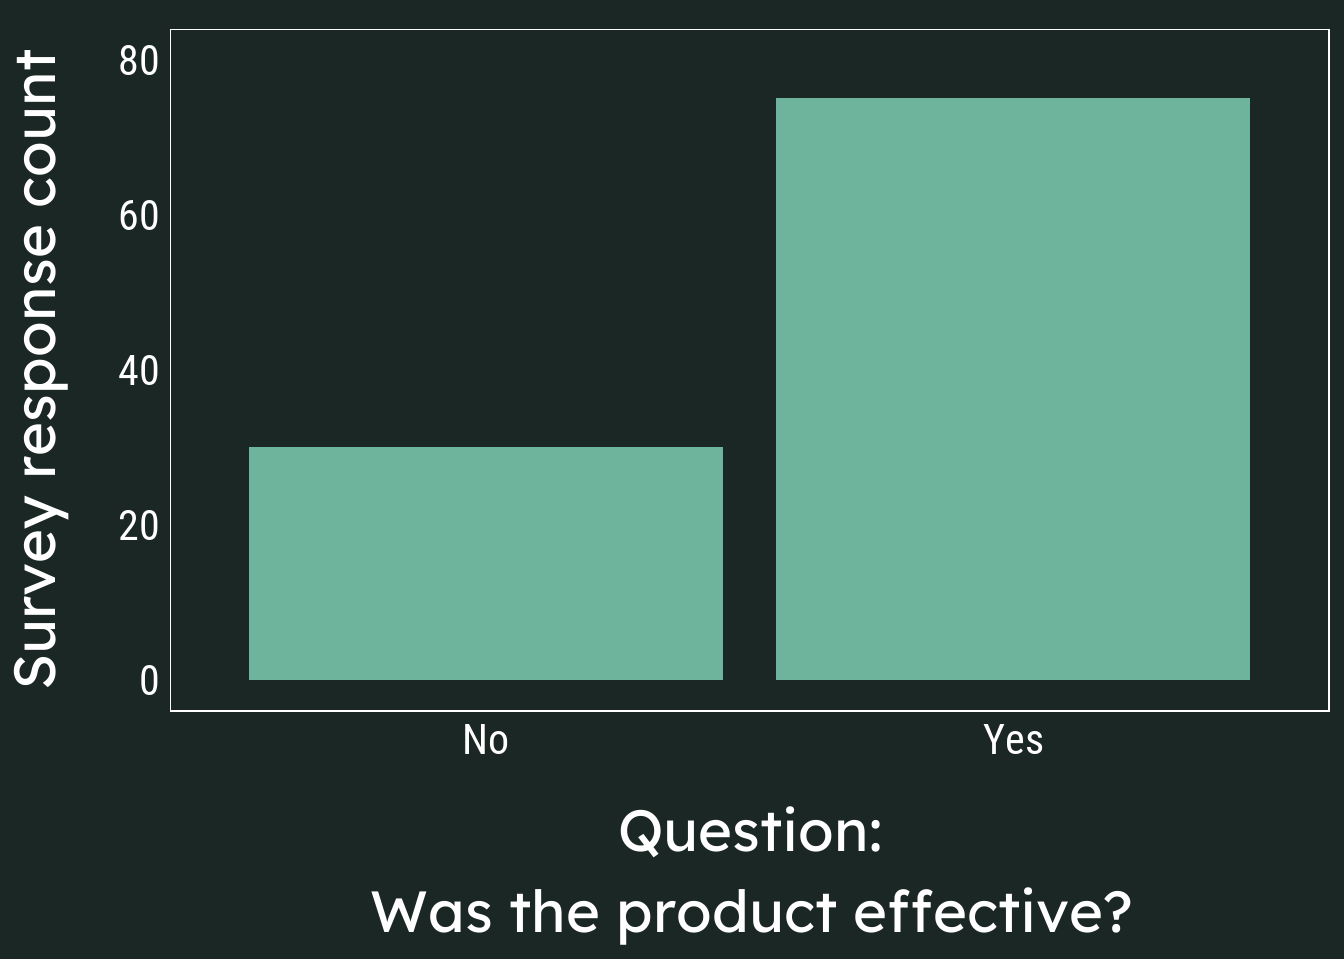 Survey response count
80
60
40
20
0
No
Yes
Question:
Was the product effective?